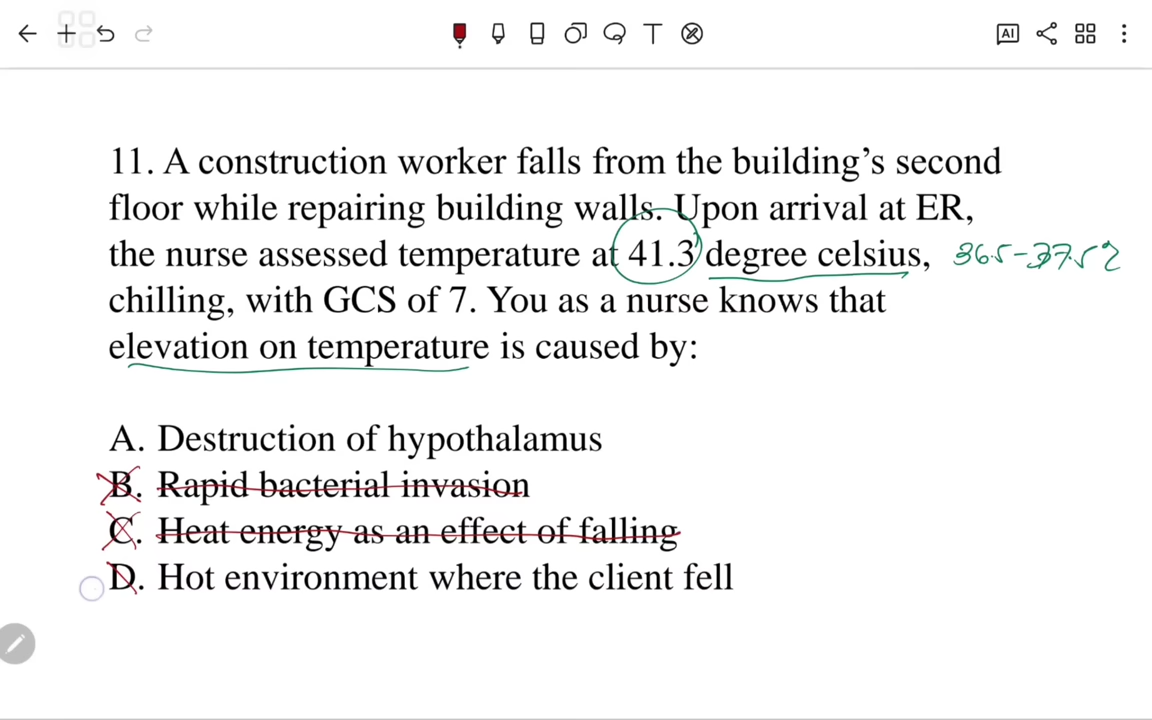 AI
T
11. A construction worker falls from the building’s second
floor while repairing building walls. Upon arrival at ER,
the nurse assessed temperature at 41.3 degree celsius, 36.5-37.5
chilling, with GCS of 7. You as a nurse knows that
elevation on temperature is caused by:
A. Destruction of hypothalamus
B. Rapid bacterial invasion
C. Heat energy as an effect of falling
D. Hot environment where the client fell